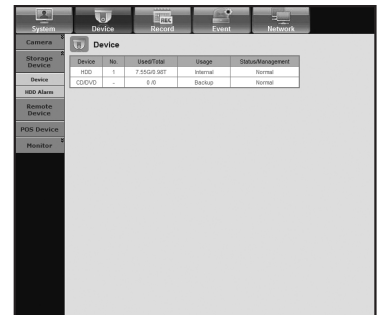 System Device Record Event Network
Camera
Device
Storage
Device
Device No. Used/Total Usage Status/Management
HDD 1 7.55G/0.98T Internal Normal
CD/DVD - 0 /0 Backup Normal
Device
HDD Alarm
Remote
Device
POS Device
Monitor
REC